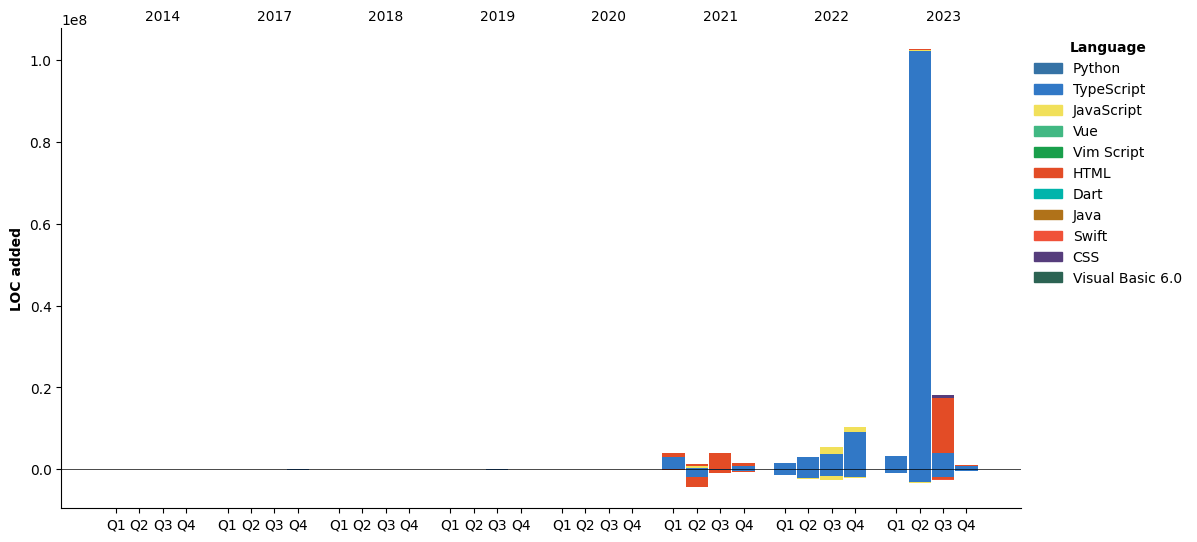 2014 2017 2018 2019 2020 2021 2022 2023
1e8
1.0
0.8
0.6
0.4
0.2
0.0
LOC added
Q1 Q2 Q3 Q4 Q1 Q2 Q3 Q4 Q1 Q2 Q3 Q4 Q1 Q2 Q3 Q4 Q1 Q2 Q3 Q4 Q1 Q2 Q3 Q4 Q1 Q2 Q3 Q4 Q1 Q2 Q3 Q4
Language
Python
TypeScript
JavaScript
Vue
Vim Script
HTML
Dart
Java
Swift
CSS
Visual Basic 6.0